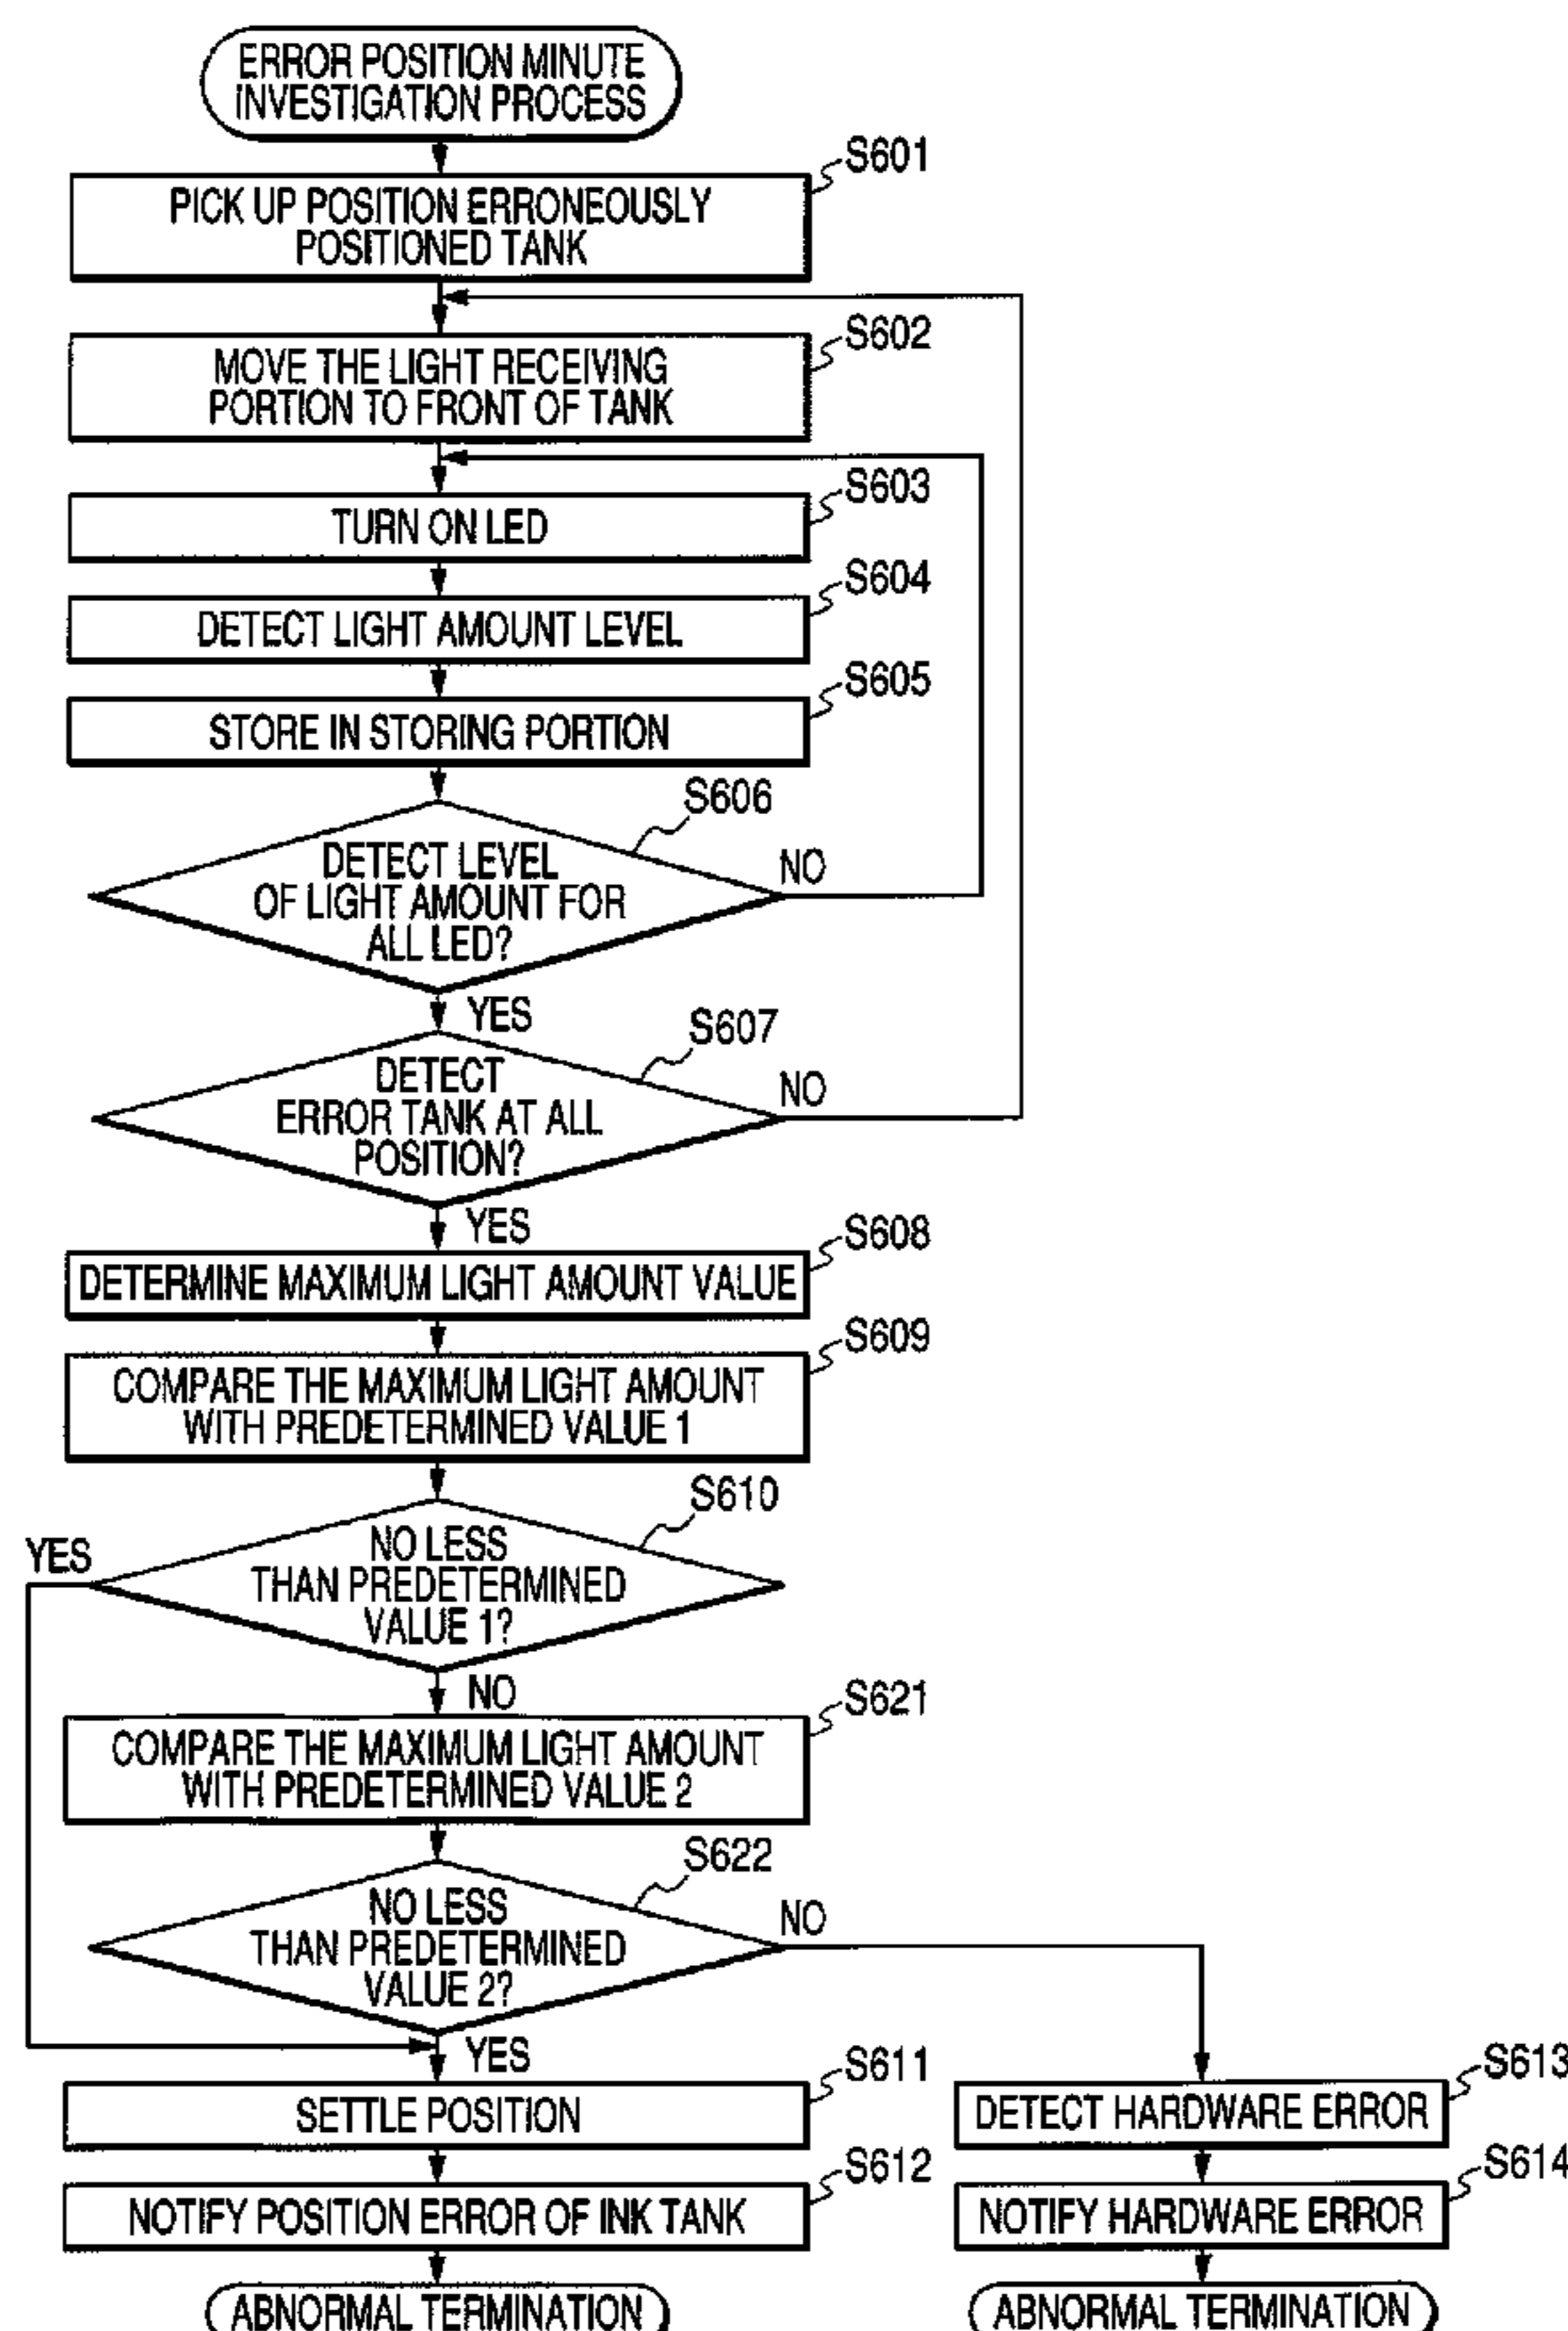 ERROR POSITION MINUTE
INVESTIGATION PROCESS
S601
PICK UP POSITION ERRONEOUSLY
POSITIONED TANK
S602
MOVE THE LIGHT RECEIVING
PORTION TO FRONT OF TANK
S603
TURN ON LED
S604
DETECT LIGHT AMOUNT LEVEL
S605
STORE IN STORING PORTION
S606
DETECT LEVEL
OF LIGHT AMOUNT FOR
ALL LED?
NO
YES
S607
DETECT
ERROR TANK AT ALL
POSITION?
NO
YES
S608
DETERMINE MAXIMUM LIGHT AMOUNT VALUE
S609
COMPARE THE MAXIMUM LIGHT AMOUNT
WITH PREDETERMINED VALUE 1
S610
YES
NO LESS
THAN PREDETERMINED
VALUE 1?
NO
S621
COMPARE THE MAXIMUM LIGHT AMOUNT
WITH PREDETERMINED VALUE 2
S622
NO LESS
THAN PREDETERMINED
VALUE 2?
NO
YES
S611
SETTLE POSITION
S613
DETECT HARDWARE ERROR
S612
NOTIFY POSITION ERROR OF INK TANK
S614
NOTIFY HARDWARE ERROR
ABNORMAL TERMINATION
ABNORMAL TERMINATION